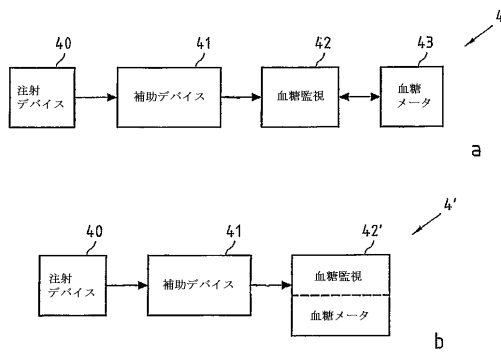 4
40
41
42
43
注射
デバイス
補助デバイス
血糖監視
血糖
メータ
a
4'
40
41
42'
注射
デバイス
補助デバイス
血糖監視
血糖メータ
b